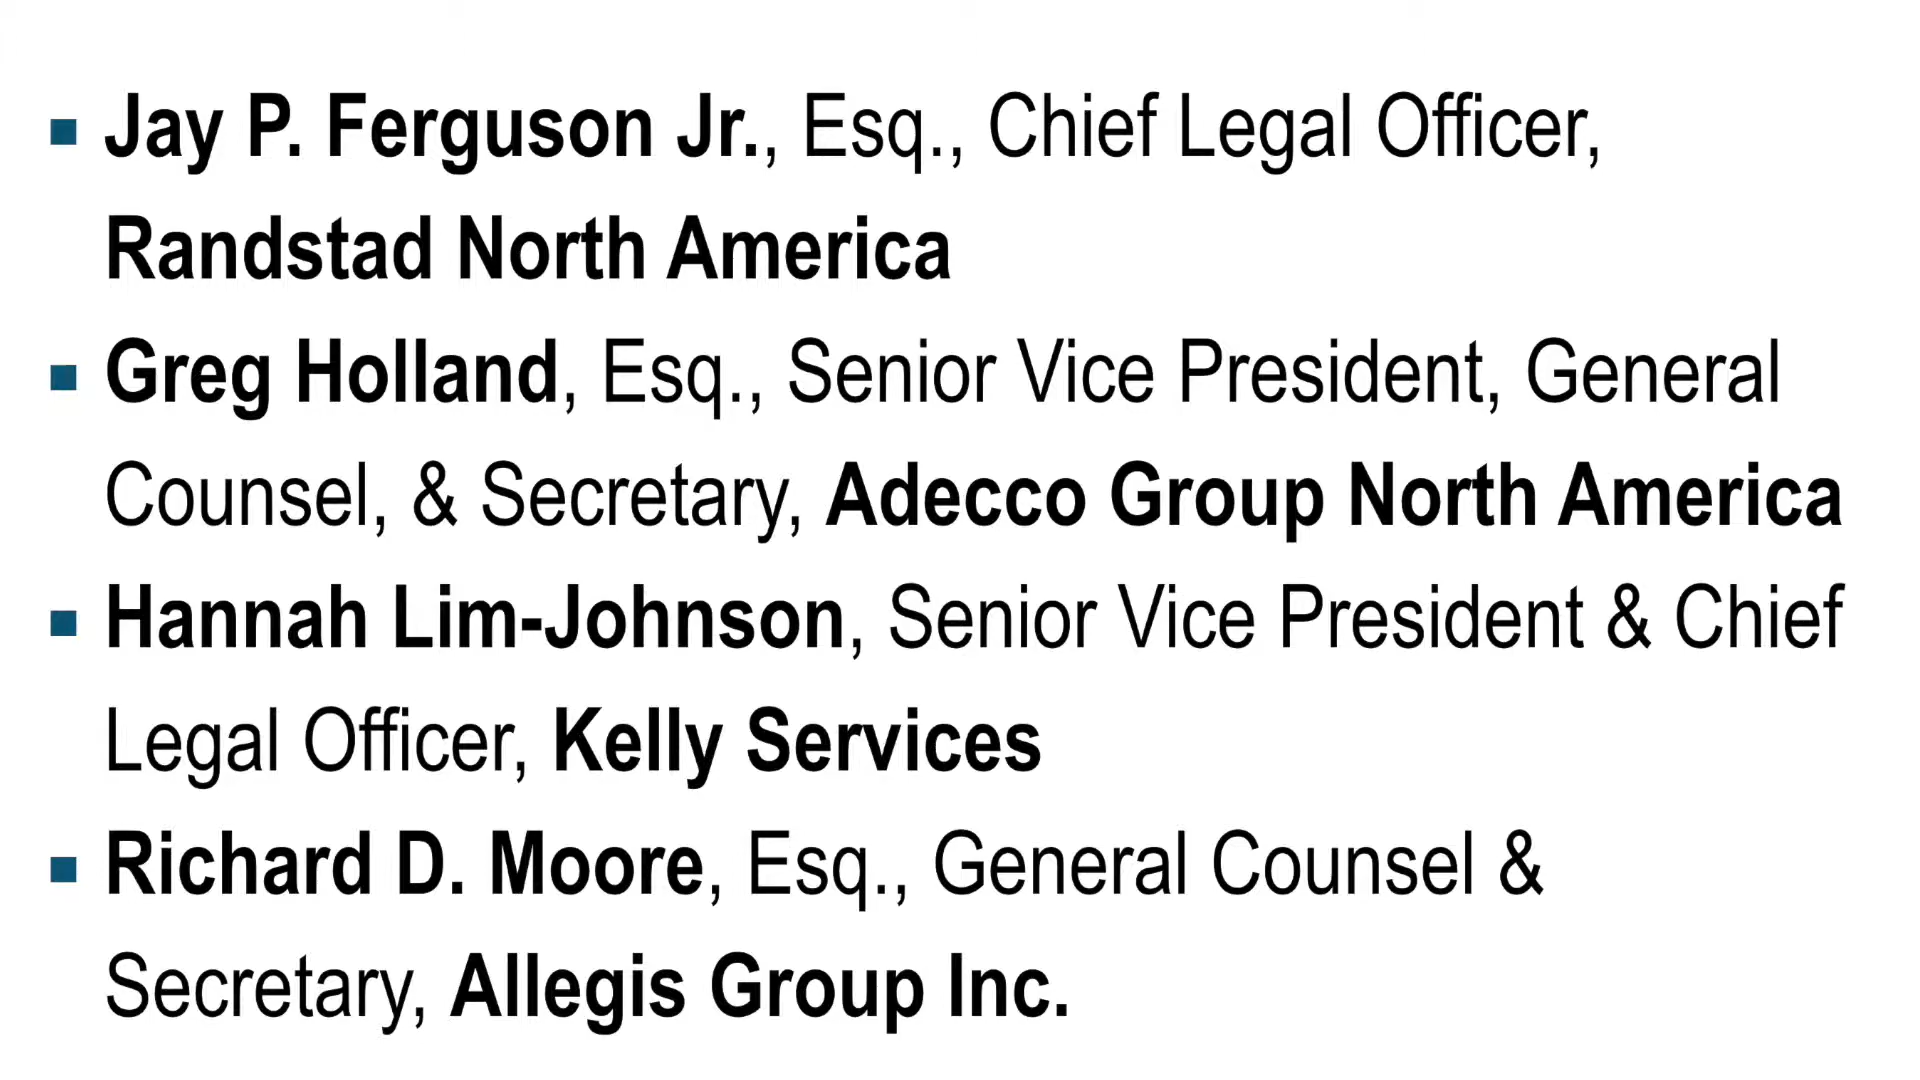 Jay P. Ferguson Jr., Esq., Chief Legal Officer,
Randstad North America
Greg Holland, Esq., Senior Vice President, General
Counsel, & Secretary, Adecco Group North America
Hannah Lim-Johnson, Senior Vice President & Chief
Legal Officer, Kelly Services
Richard D. Moore, Esq., General Counsel &
Secretary, Allegis Group Inc.